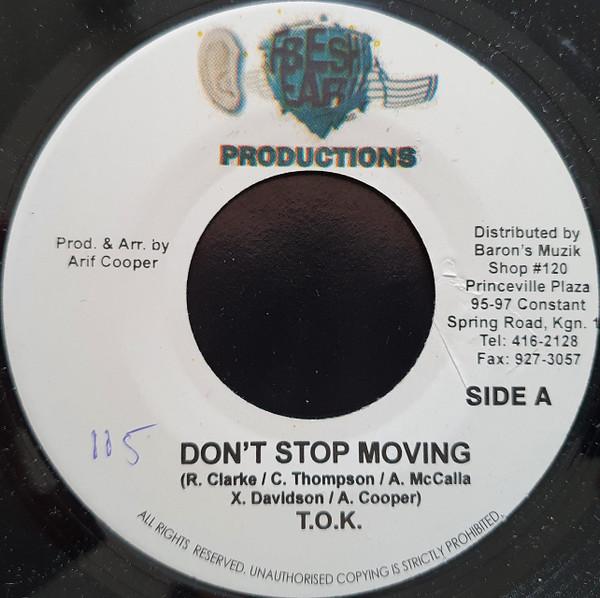 FRESH
EAR
PRODUCTIONS
Prod. & Arr. by
Arif Cooper
Distributed by
Baron's Muzik
Shop #120
Princeville Plaza
95-97 Constant
Spring Road, Kgn. 1
Tel: 416-2128
Fax: 927-3057
SIDE A
115
DON'T STOP MOVING
(R. Clarke / C. Thompson / A. McCalla
X. Davidson / A. Cooper)
T.O.K.
ALL RIGHTS RESERVED. UNAUTHORISED COPYING IS STRICTLY PROHIBITED.